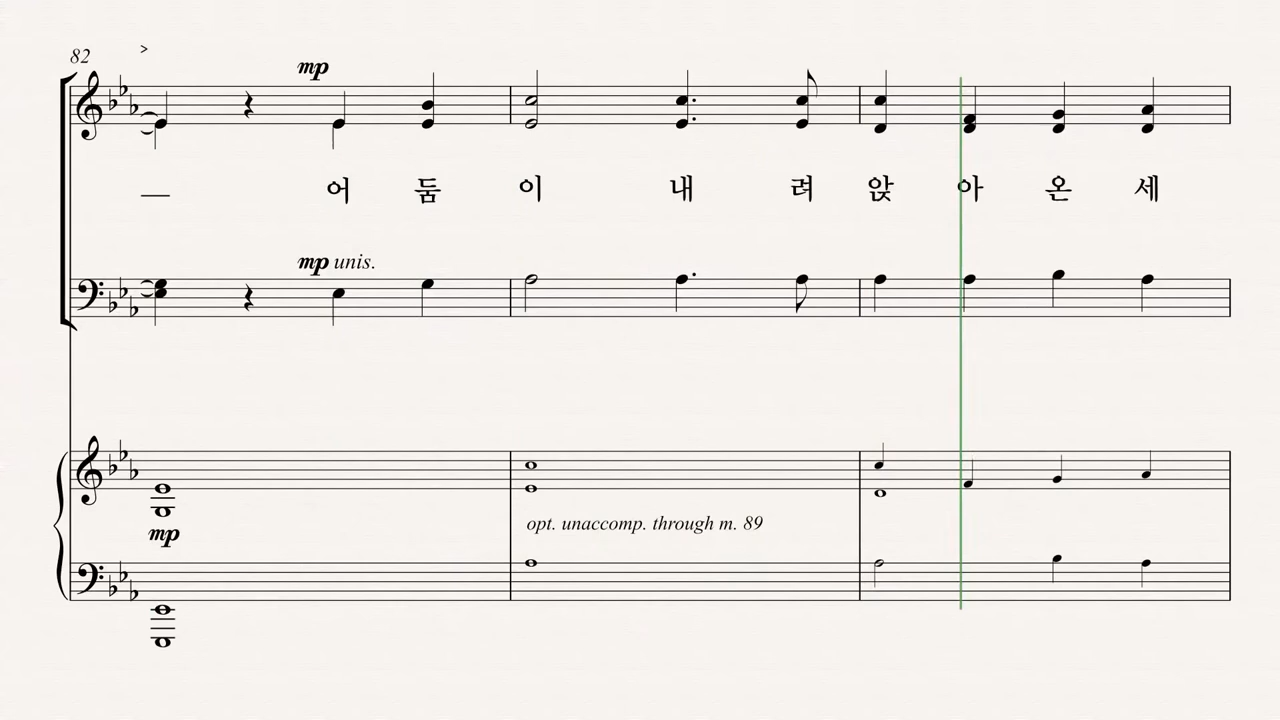 82
mp
어 둠 이 내 려 앉 아 온 세
mp unis.
mp
opt. unaccomp. through m. 89